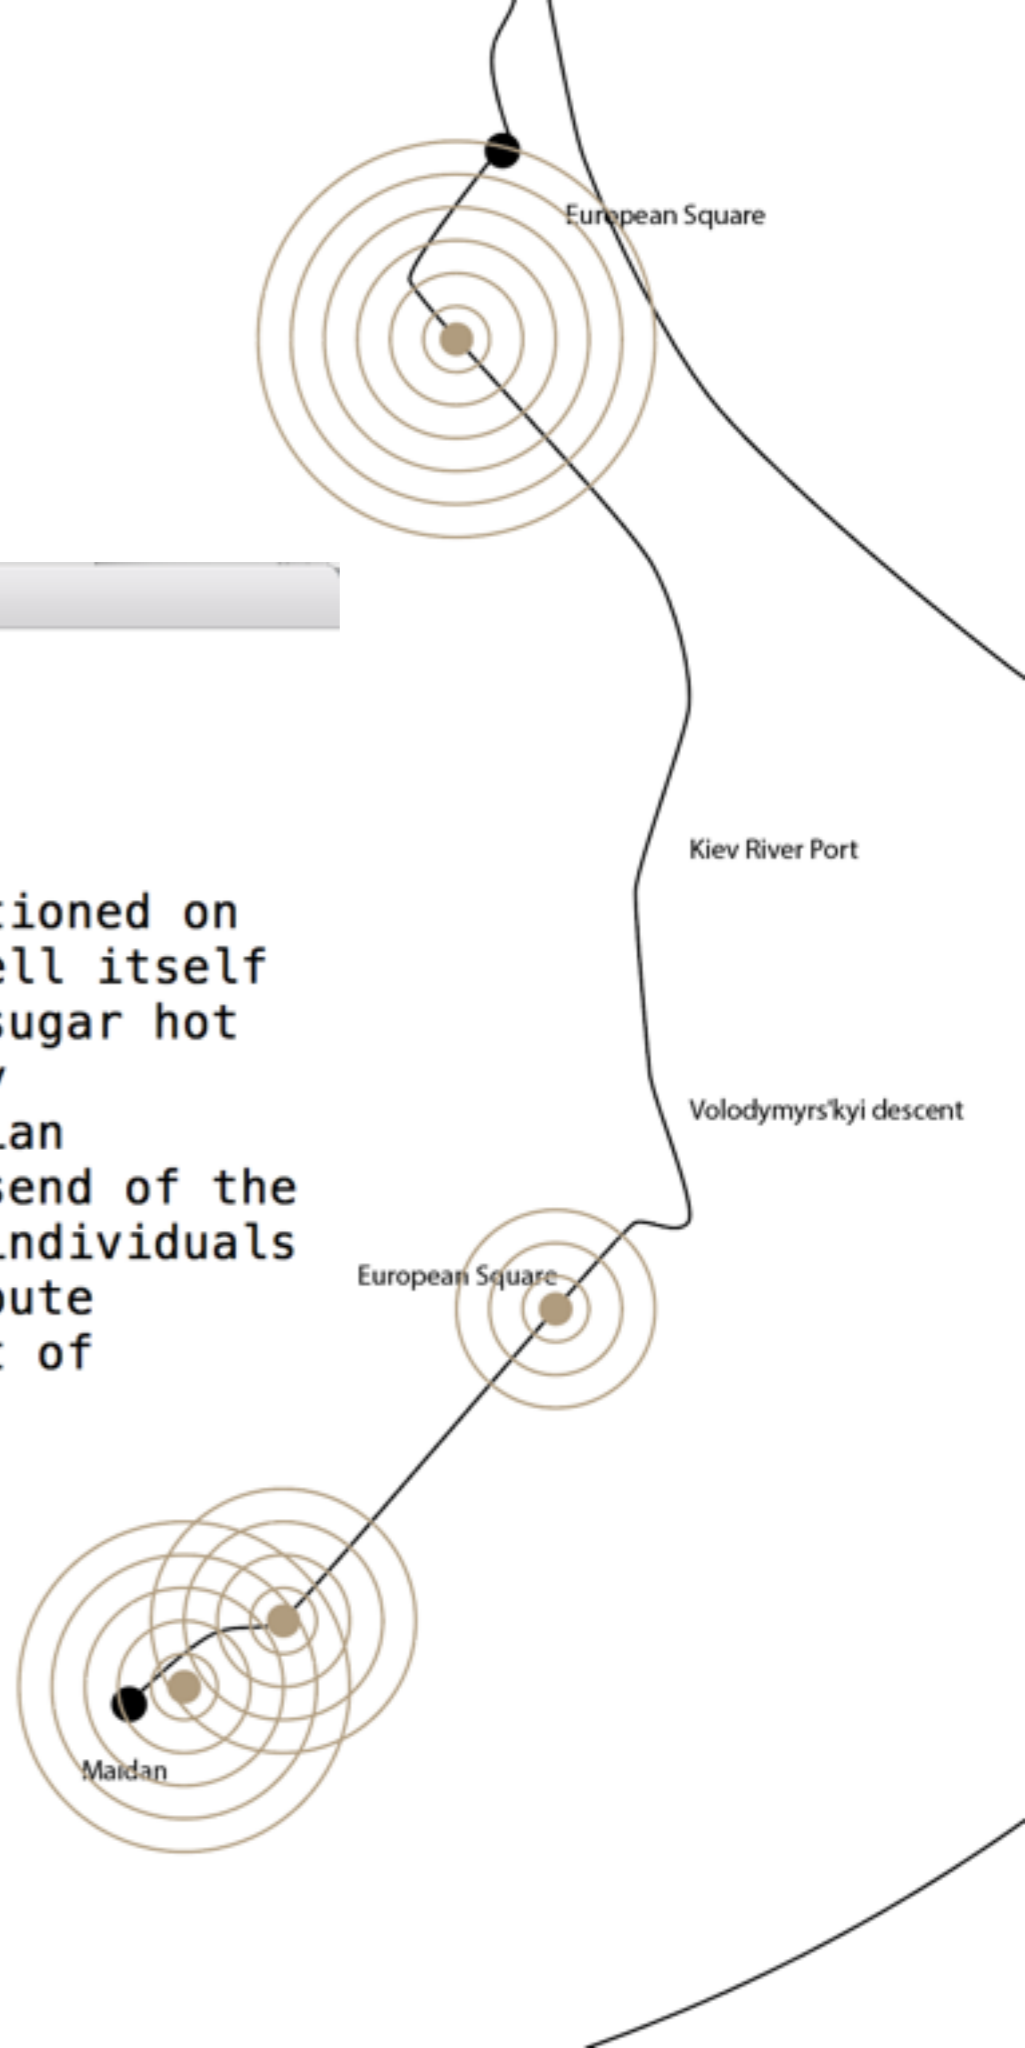 European Square
Kiev River Port
tioned on
ell itself
sugar hot
y
ian
send of the
individuals
bute
t of
Volodymyrs'kyi descent
European Square
Maidan